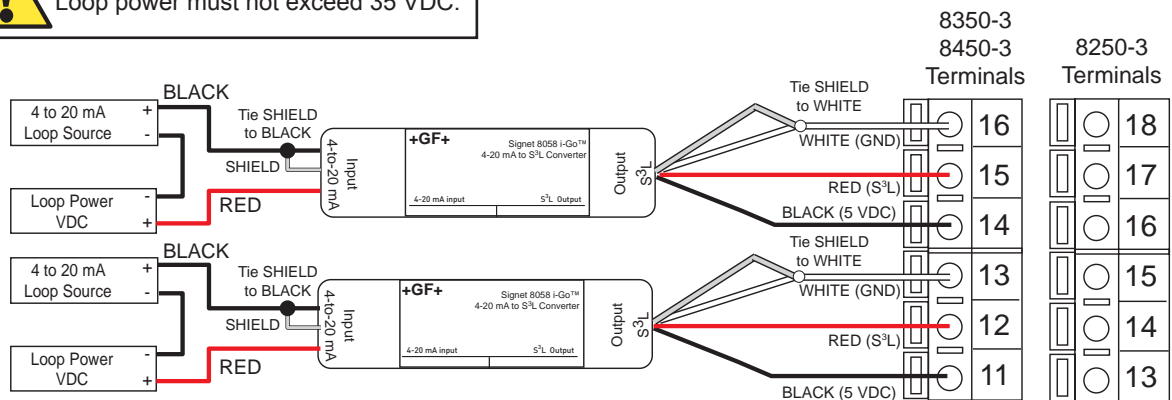 Loop power must not exceed 35 VDC.
8350-3
8450-3
Terminals
8250-3
Terminals
BLACK
4 to 20 mA
Loop Source
+
-
Tie SHIELD
to BLACK
SHIELD
Loop Power
VDC
-
+
RED
4-to-20 mA
Input
+GF+
Signet 8058 i-Go™
4-20 mA to S³L Converter
4-20 mA input
S³L Output
Output
S³L
Tie SHIELD
to WHITE
WHITE (GND)
RED (S³L)
BLACK (5 VDC)
16
15
14
18
17
16
BLACK
4 to 20 mA
Loop Source
+
-
Tie SHIELD
to BLACK
SHIELD
Loop Power
VDC
-
+
RED
4-to-20 mA
Input
+GF+
Signet 8058 i-Go™
4-20 mA to S³L Converter
4-20 mA input
S³L Output
Output
S³L
Tie SHIELD
to WHITE
WHITE (GND)
RED (S³L)
BLACK (5 VDC)
13
12
11
15
14
13